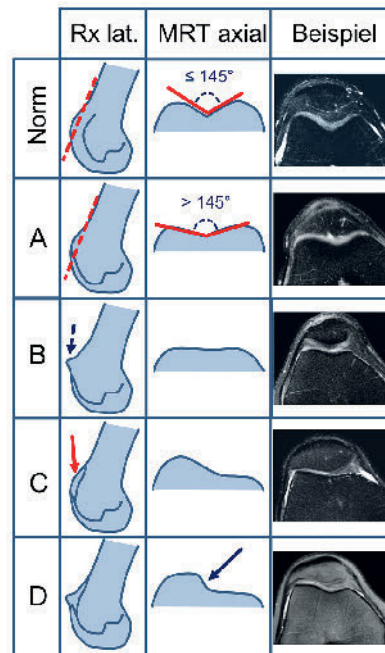 Rx lat. MRT axial Beispiel
Norm ≤ 145°
A > 145°
B
C
D